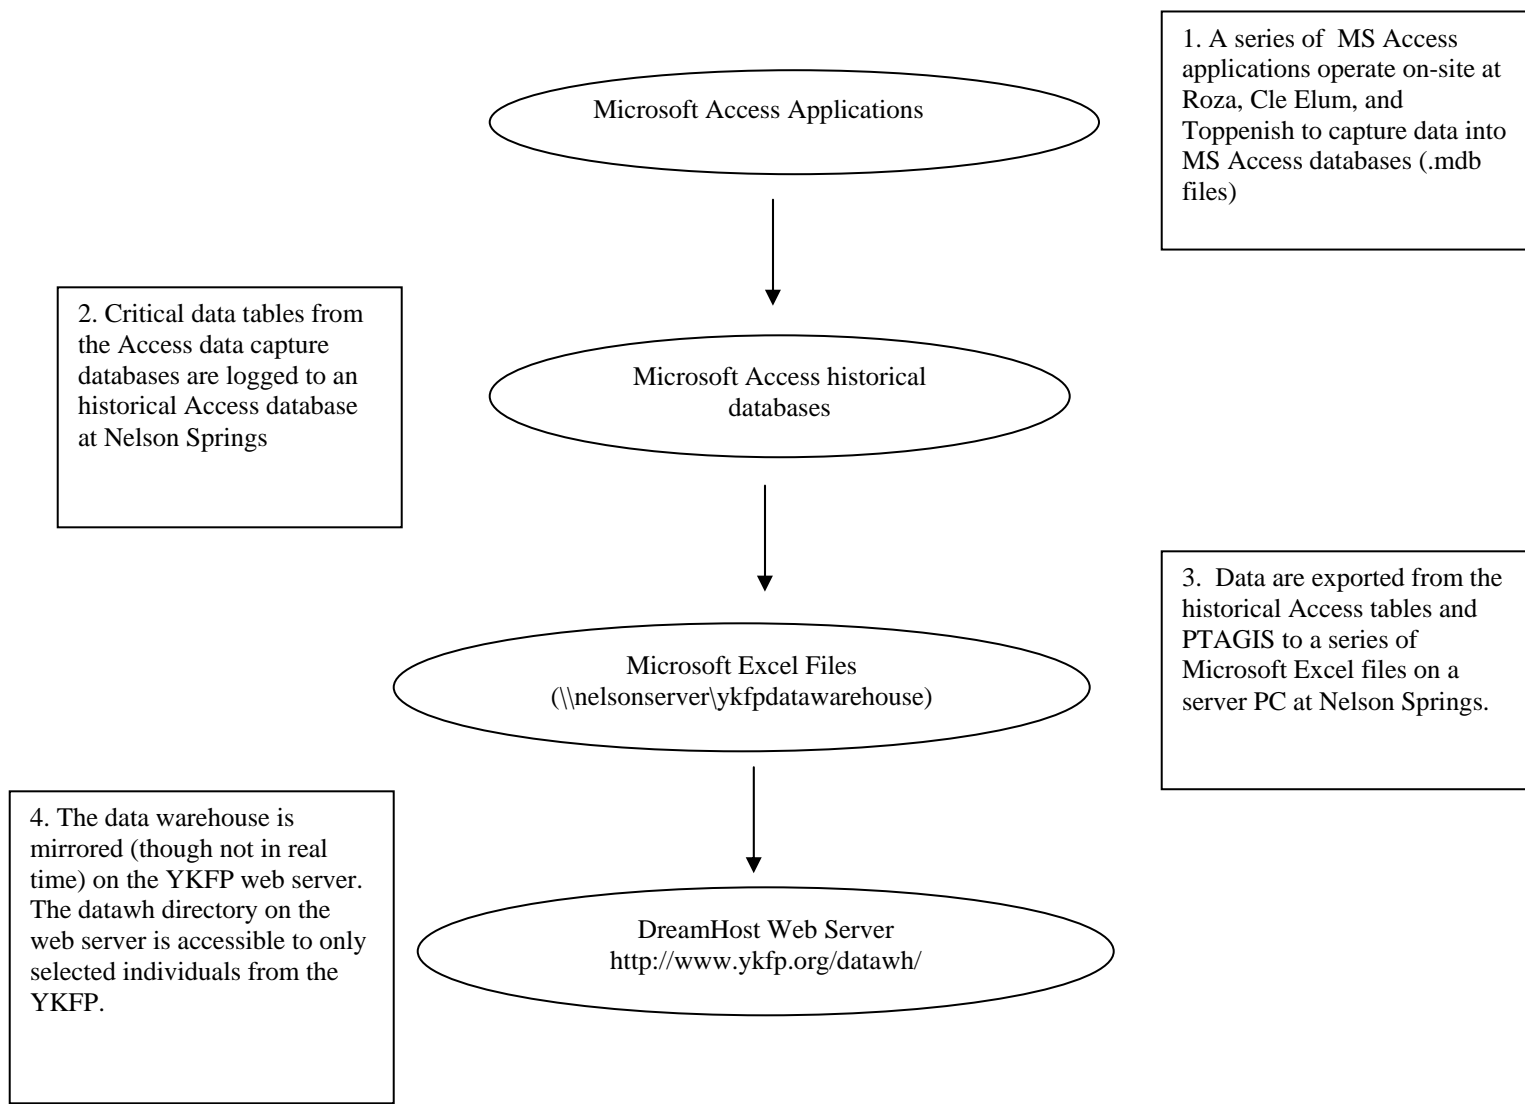 Microsoft Access Applications
1. A series of  MS Access
applications operate on-site at
Roza, Cle Elum, and
Toppenish to capture data into
MS Access databases (.mdb
files)
2. Critical data tables from
the Access data capture
databases are logged to an
historical Access database
at Nelson Springs
Microsoft Access historical
databases
3.  Data are exported from the
historical Access tables and
PTAGIS to a series of
Microsoft Excel files on a
server PC at Nelson Springs.
Microsoft Excel Files
(\\nelsonserver\ykfpdatawarehouse)
4. The data warehouse is
mirrored (though not in real
time) on the YKFP web server.
The datawh directory on the
web server is accessible to only
selected individuals from the
YKFP.
DreamHost Web Server
http://www.ykfp.org/datawh/